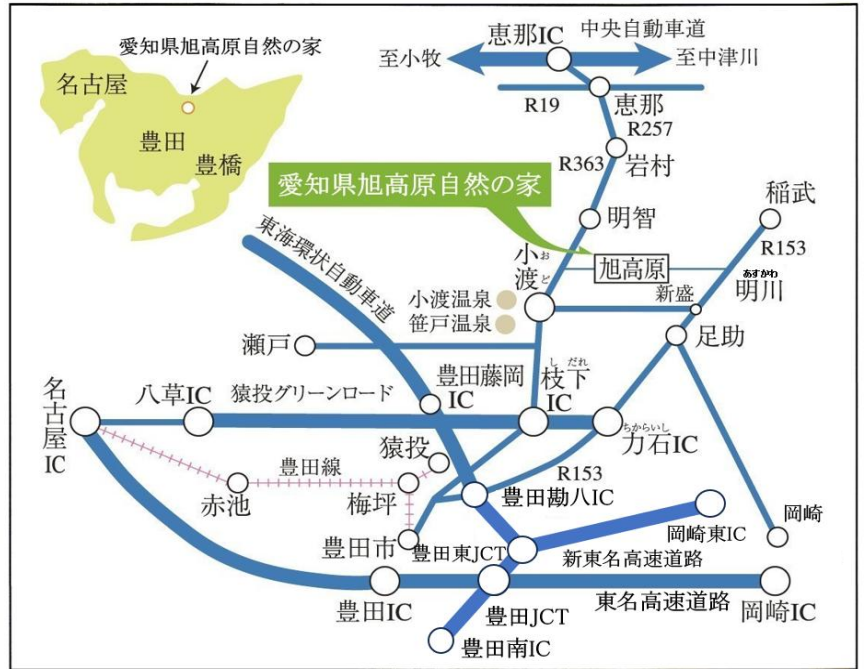 愛知県旭高原自然の家
名古屋
豊田
豊橋
恵那IC
中央自動車道
至小牧
至中津川
R19
恵那
R257
R363
岩村
愛知県旭高原自然の家
明智
稲武
R153
東海環状自動車道
小渡
おど
旭高原
あすかわ
明川
新盛
小渡温泉
笹戸温泉
足助
瀬戸
豊田藤岡
IC
しだれ
枝下
IC
名古屋IC
八草IC
猿投グリーンロード
ちからいし
力石IC
猿投
豊田線
赤池
梅坪
R153
豊田勘八IC
岡崎東IC
岡崎
豊田市
豊田東JCT
新東名高速道路
豊田IC
豊田JCT
東名高速道路
岡崎IC
豊田南IC